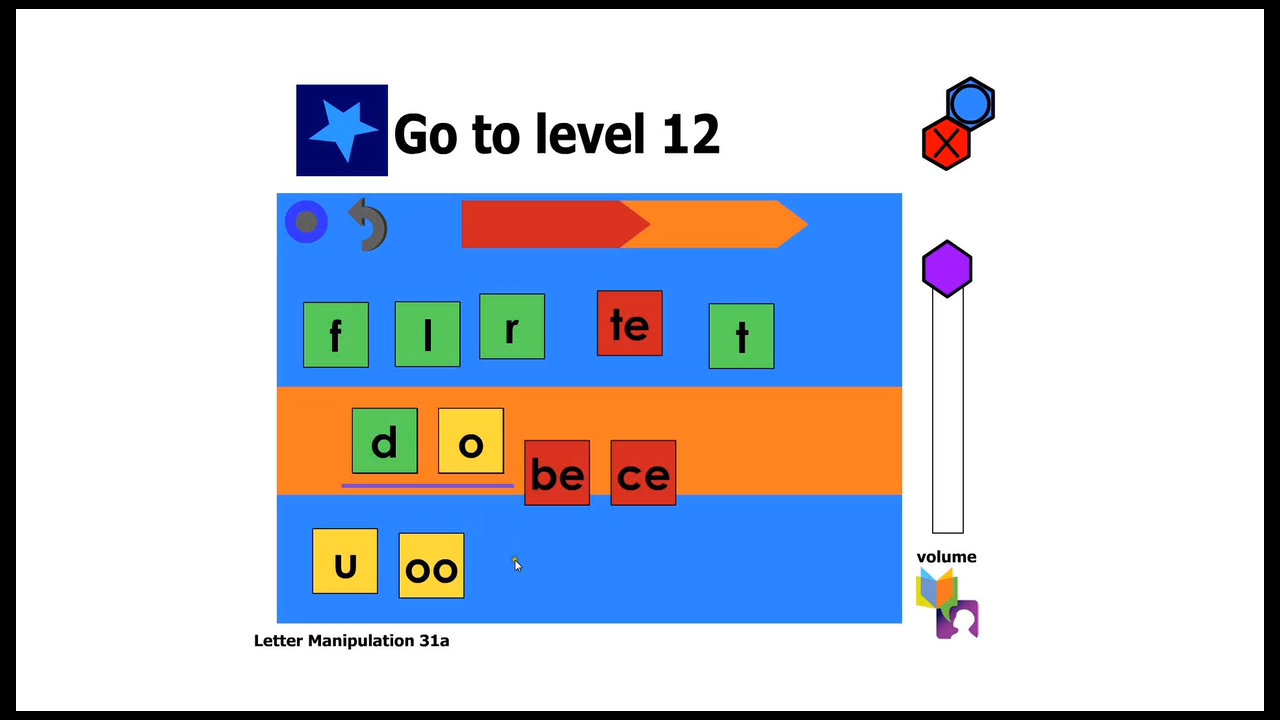 Go to level 12
f l r te t
d o be ce
u oo
volume
Letter Manipulation 31a